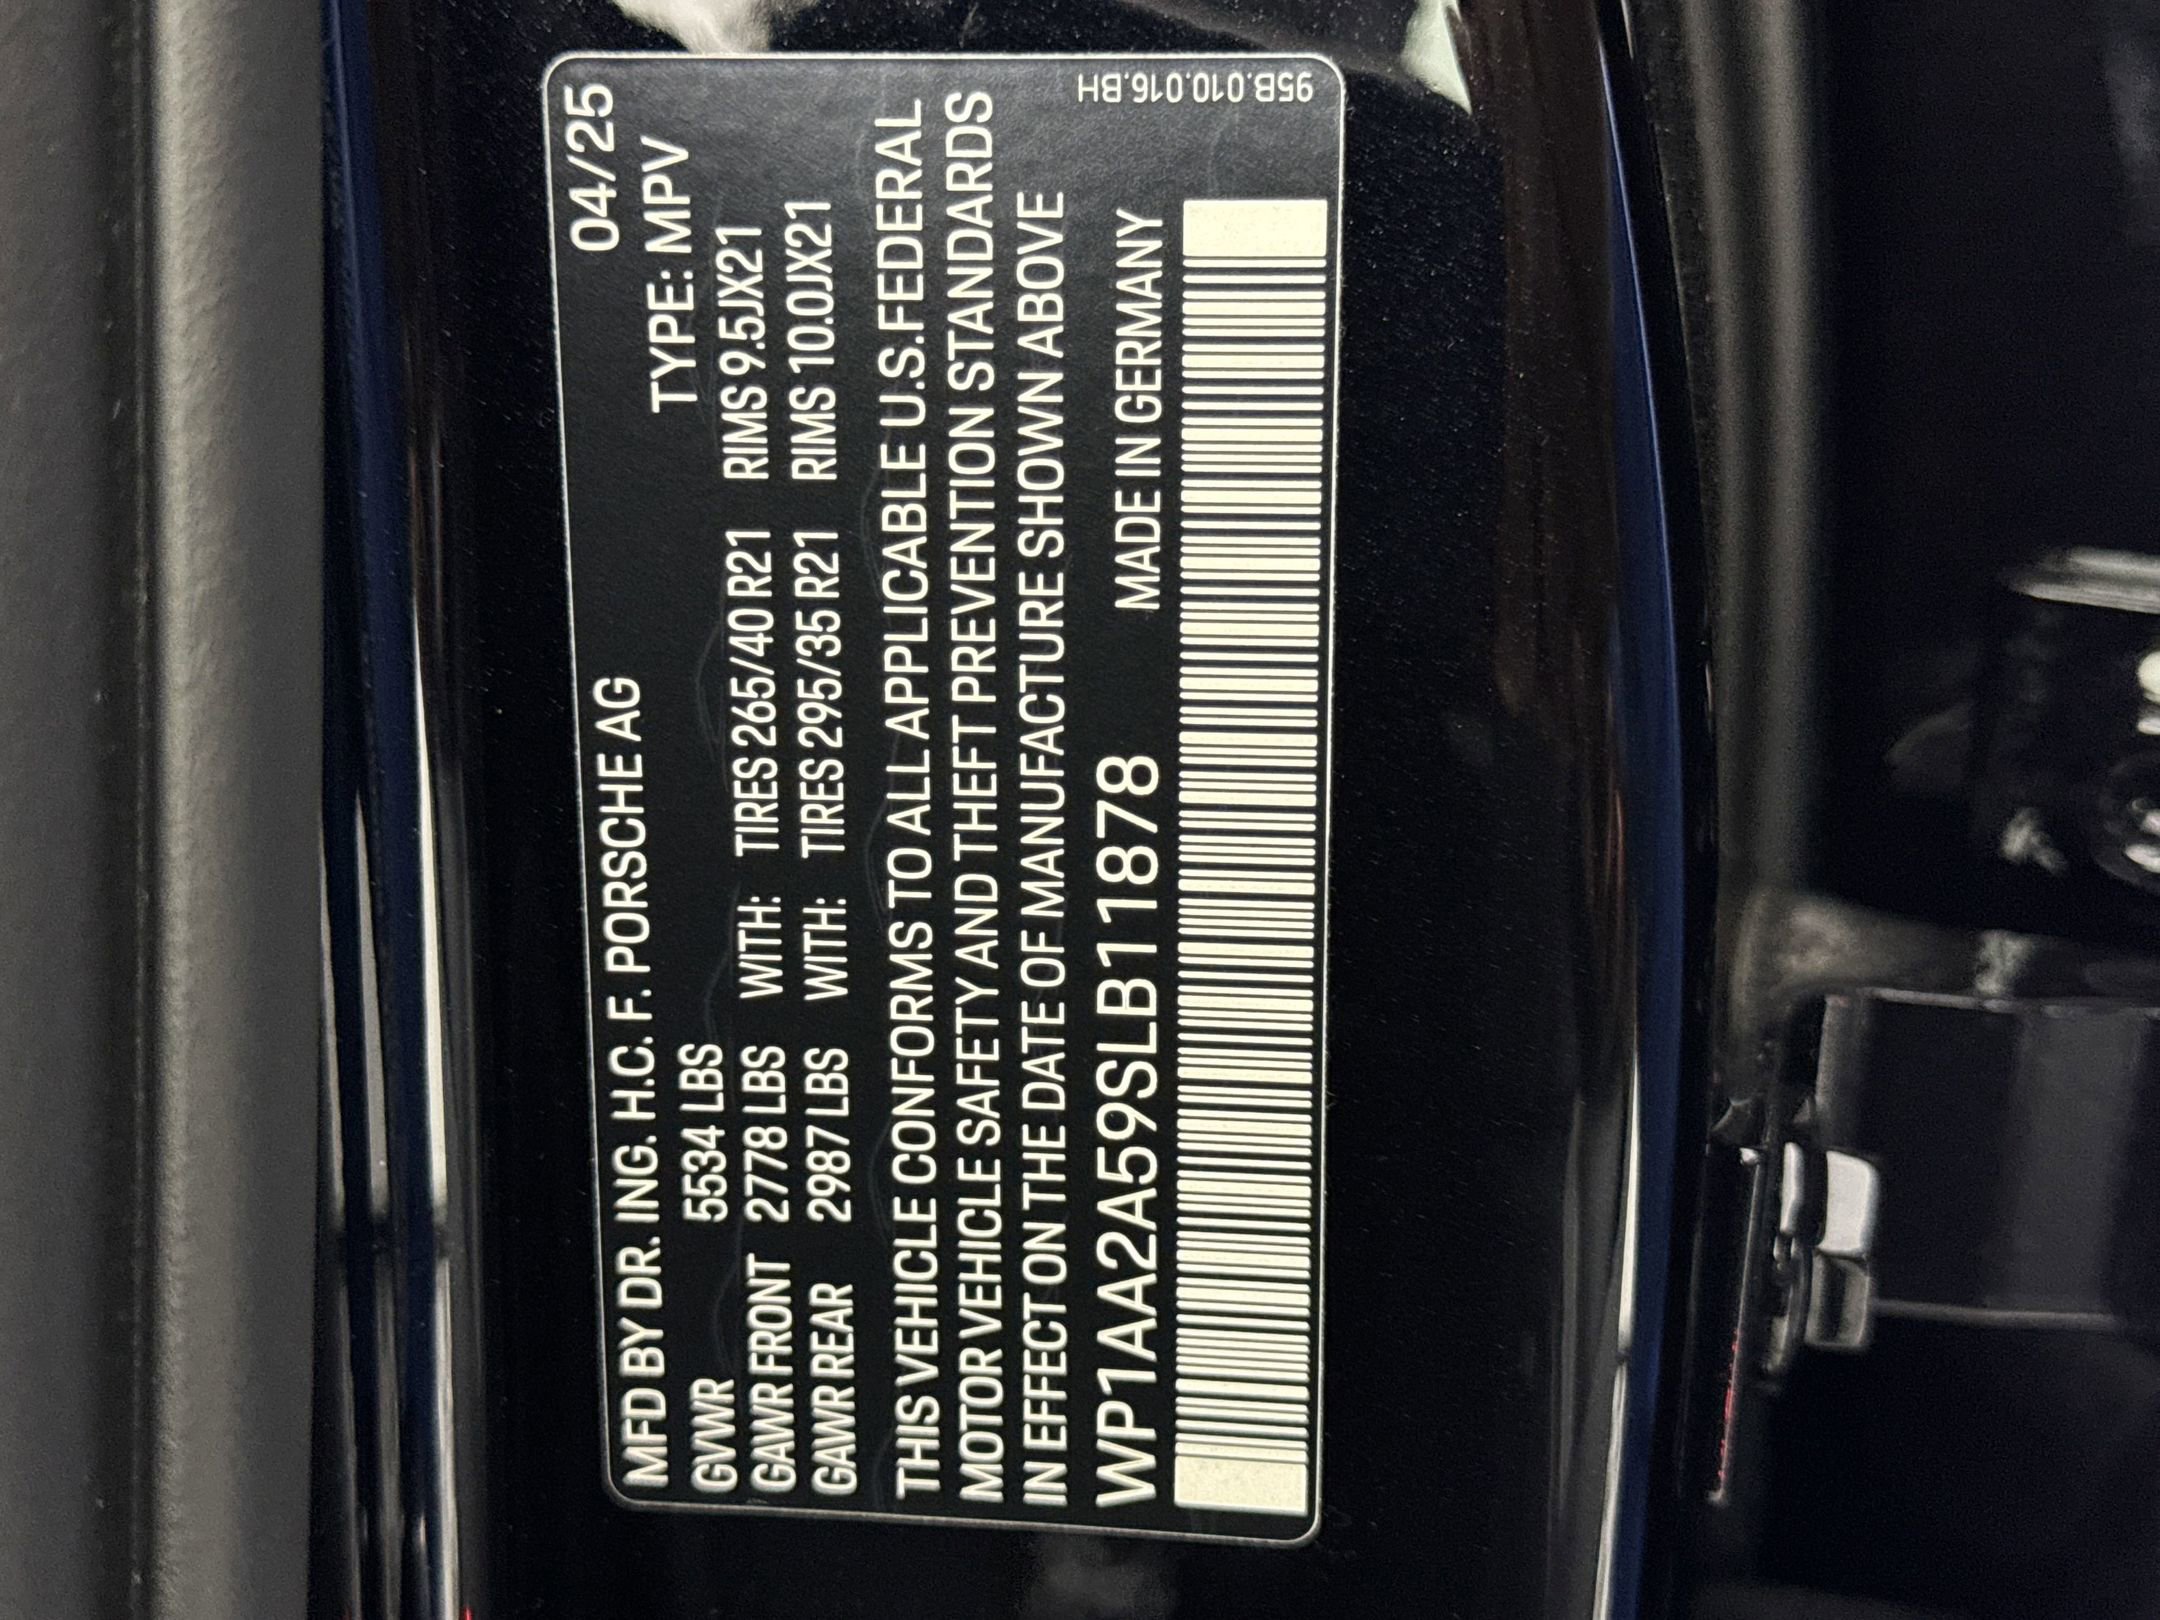 MFD BY DR. ING. H.C. F. PORSCHE AG 04/25
GVWR 5534 LBS TYPE: MPV
GAWR FRONT 2778 LBS WITH: TIRES 265/40 R21 RIMS 9.5JX21
GAWR REAR 2987 LBS WITH: TIRES 295/35 R21 RIMS 10.0JX21
THIS VEHICLE CONFORMS TO ALL APPLICABLE U.S.FEDERAL
MOTOR VEHICLE SAFETY AND THEFT PREVENTION STANDARDS
IN EFFECT ON THE DATE OF MANUFACTURE SHOWN ABOVE
WP1AA2A59SLB11878 MADE IN GERMANY
95B.010.016.BH